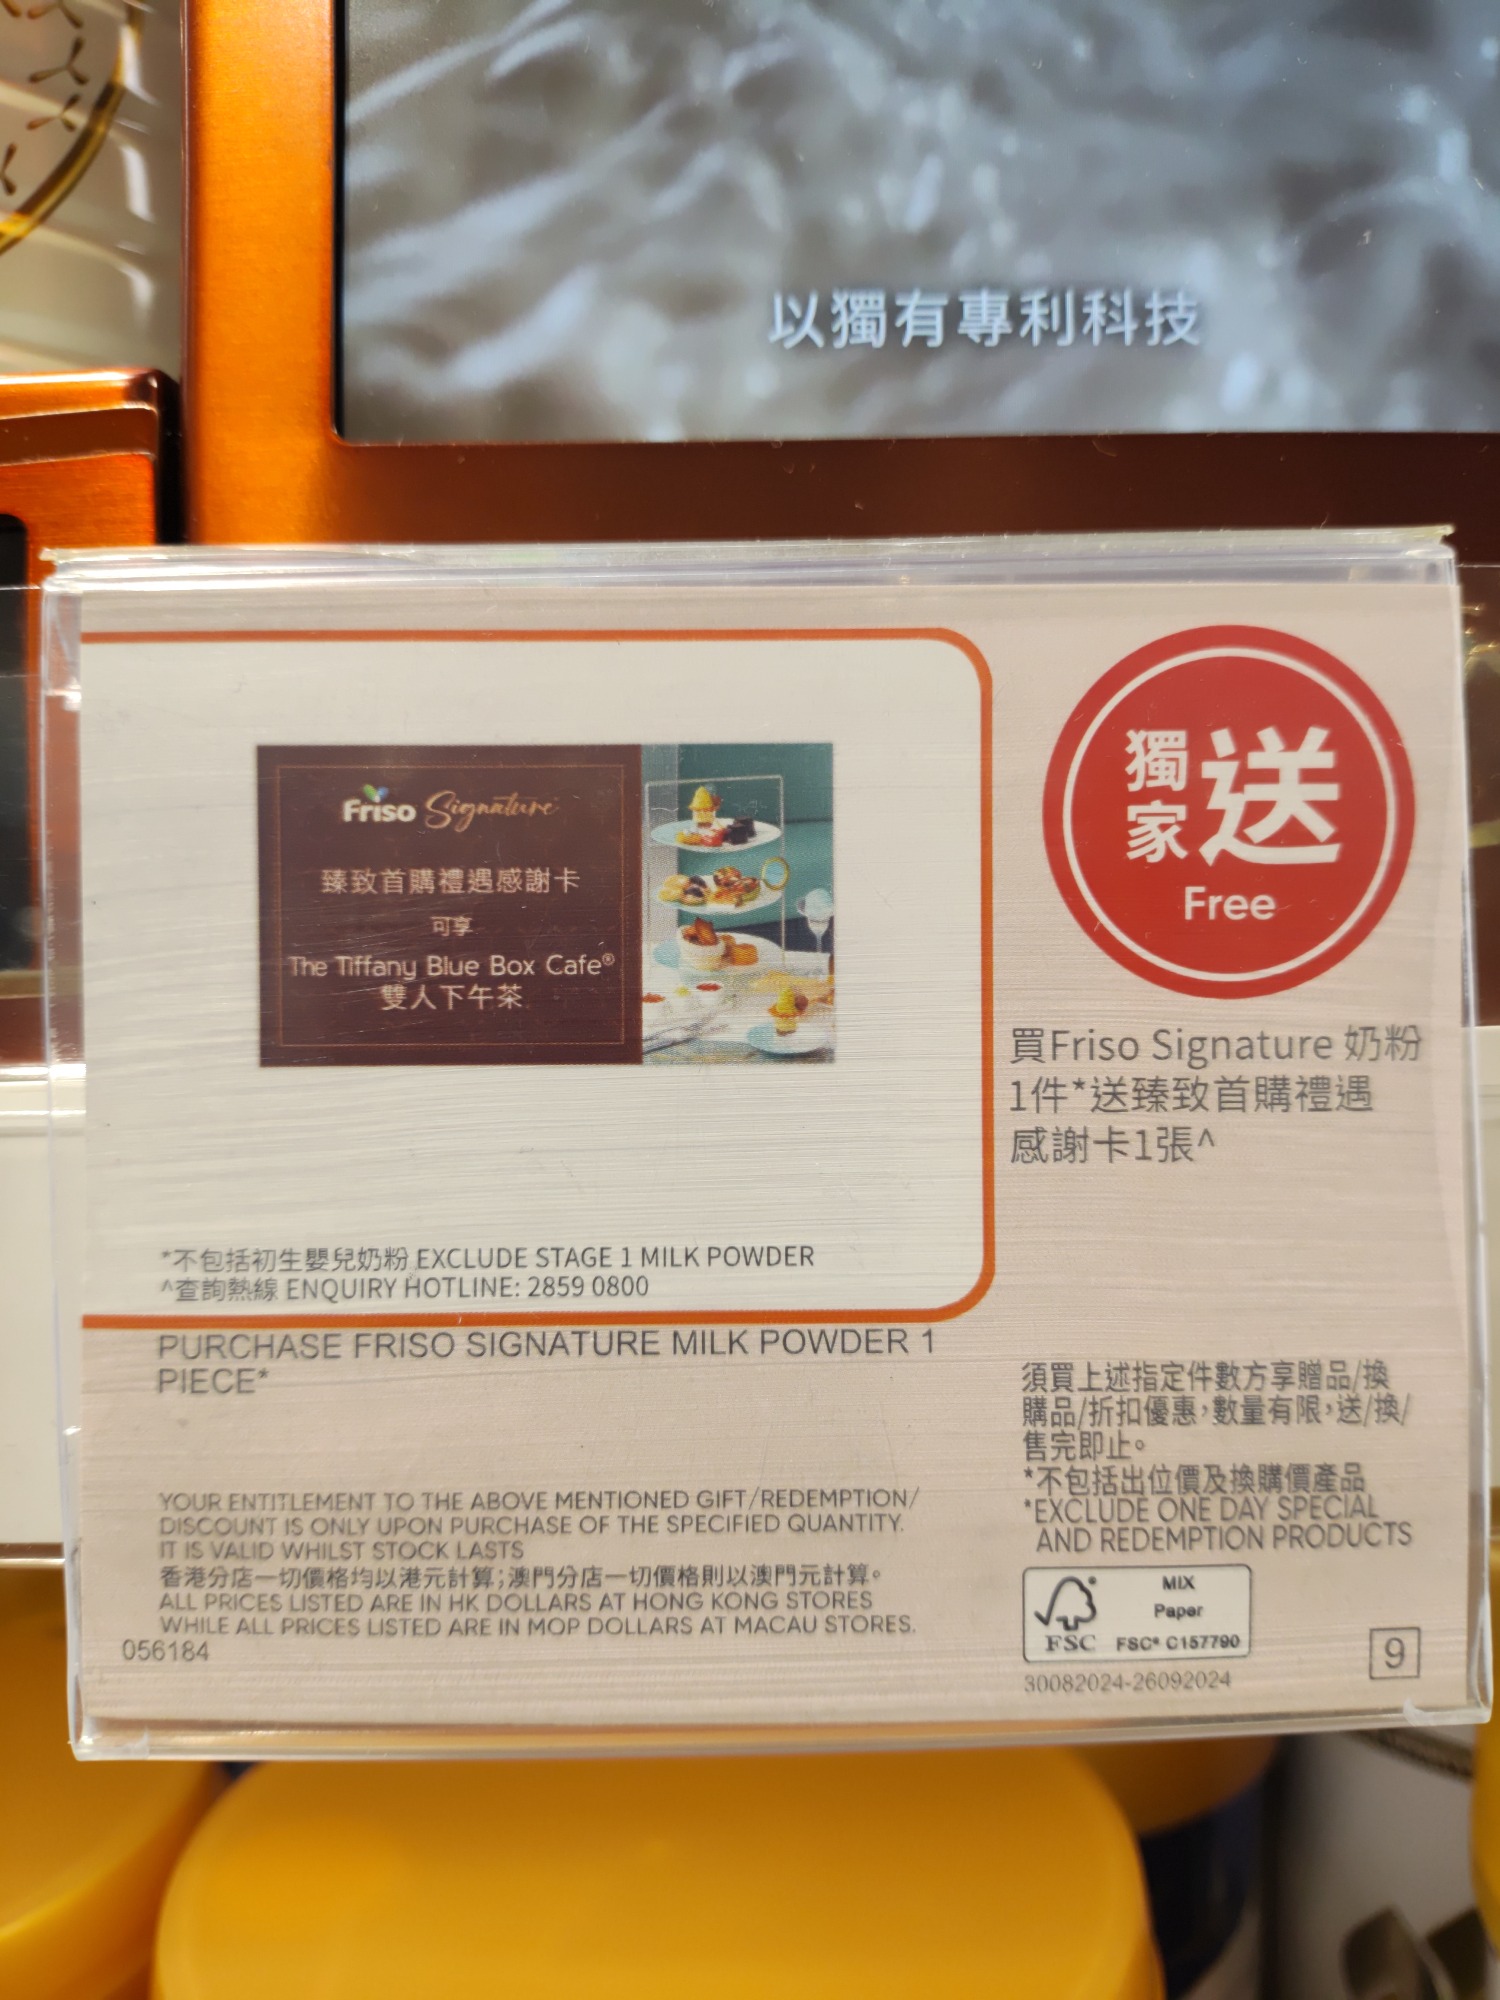 以獨有專利科技
獨家送
Free
Friso Signature
臻致首購禮遇感謝卡
可享
The Tiffany Blue Box Cafe®
雙人下午茶
買Friso Signature 奶粉
1件*送臻致首購禮遇
感謝卡1張^
*不包括初生嬰兒奶粉 EXCLUDE STAGE 1 MILK POWDER
^查詢熱線 ENQUIRY HOTLINE: 2859 0800
PURCHASE FRISO SIGNATURE MILK POWDER 1
PIECE*
YOUR ENTITLEMENT TO THE ABOVE MENTIONED GIFT/REDEMPTION/
DISCOUNT IS ONLY UPON PURCHASE OF THE SPECIFIED QUANTITY.
IT IS VALID WHILST STOCK LASTS
香港分店一切價格均以港元計算;澳門分店一切價格則以澳門元計算。
ALL PRICES LISTED ARE IN HK DOLLARS AT HONG KONG STORES
WHILE ALL PRICES LISTED ARE IN MOP DOLLARS AT MACAU STORES.
056184
須買上述指定件數方享贈品/換
購品/折扣優惠,數量有限,送/換/
售完即止。
*不包括出位價及換購價產品
*EXCLUDE ONE DAY SPECIAL
AND REDEMPTION PRODUCTS
MIX
Paper
FSC FSC® C157790
30082024-26092024
9